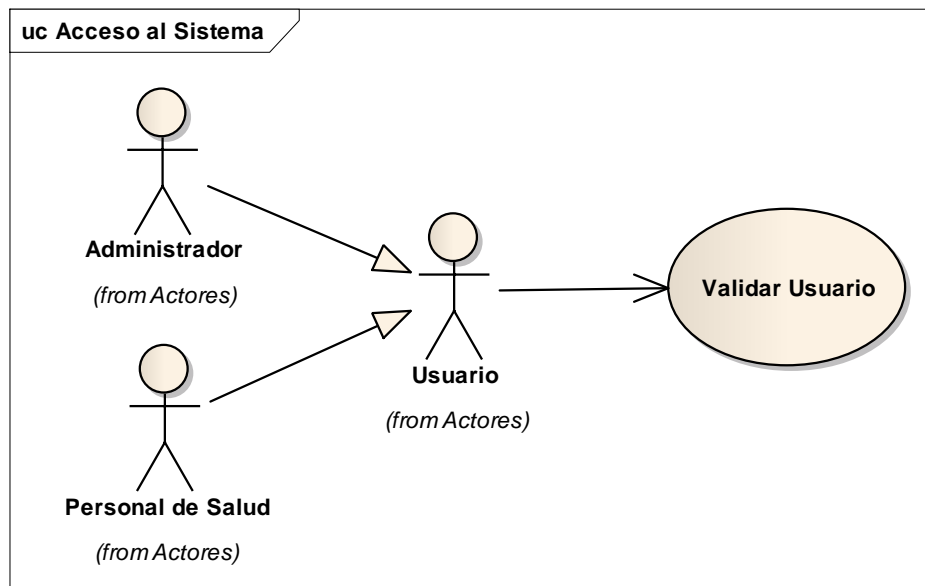 uc Acceso al Sistema
Administrador
(from Actores)
Usuario
(from Actores)
Validar Usuario
Personal de Salud
(from Actores)